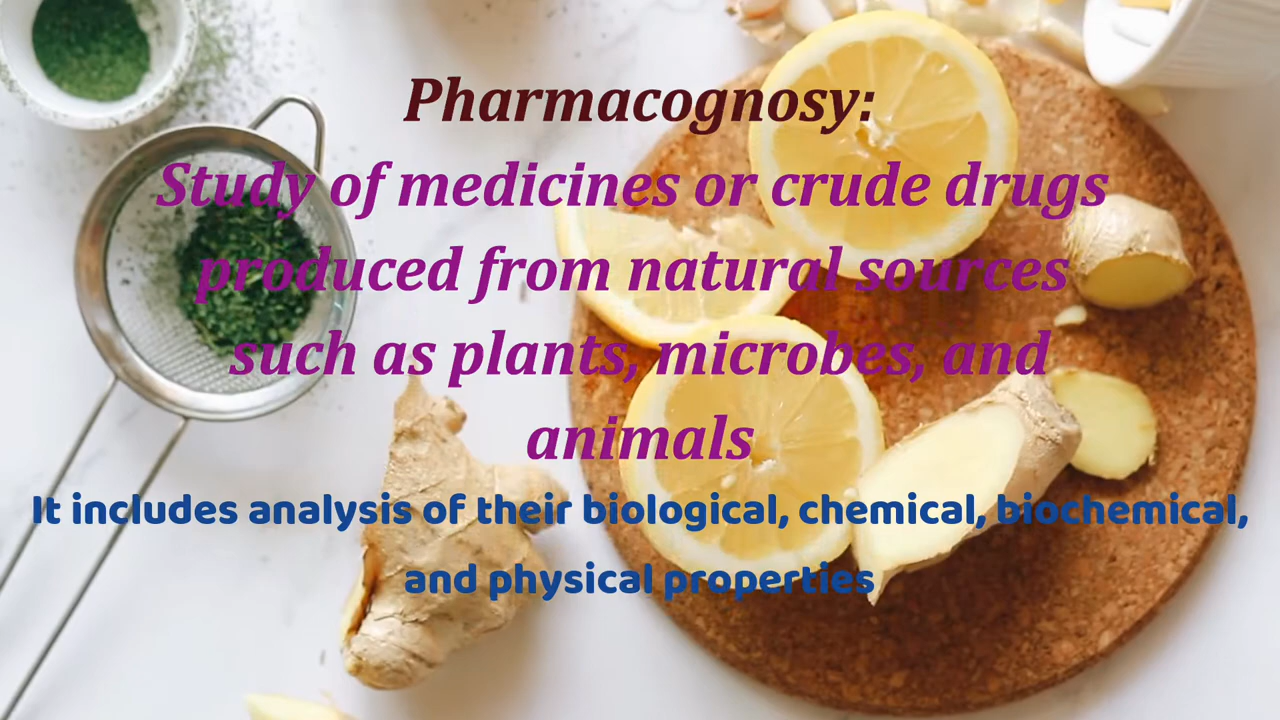 Pharmacognosy:
Study of medicines or crude drugs
produced from natural sources
such as plants, microbes, and
animals
It includes analysis of their biological, chemical, biochemical,
and physical properties